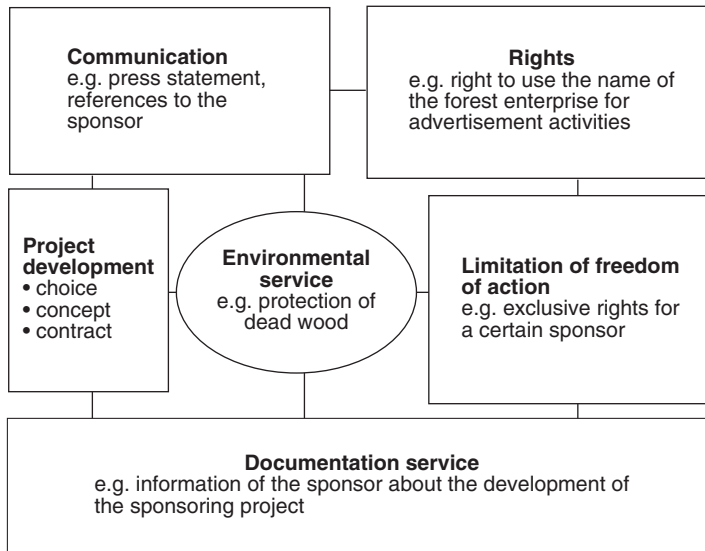 Communication
e.g. press statement,
references to the
sponsor
Rights
e.g. right to use the name of
the forest enterprise for
advertisement activities
Project
development
• choice
• concept
• contract
Environmental
service
e.g. protection of
dead wood
Limitation of freedom
of action
e.g. exclusive rights for
a certain sponsor
Documentation service
e.g. information of the sponsor about the development of
the sponsoring project